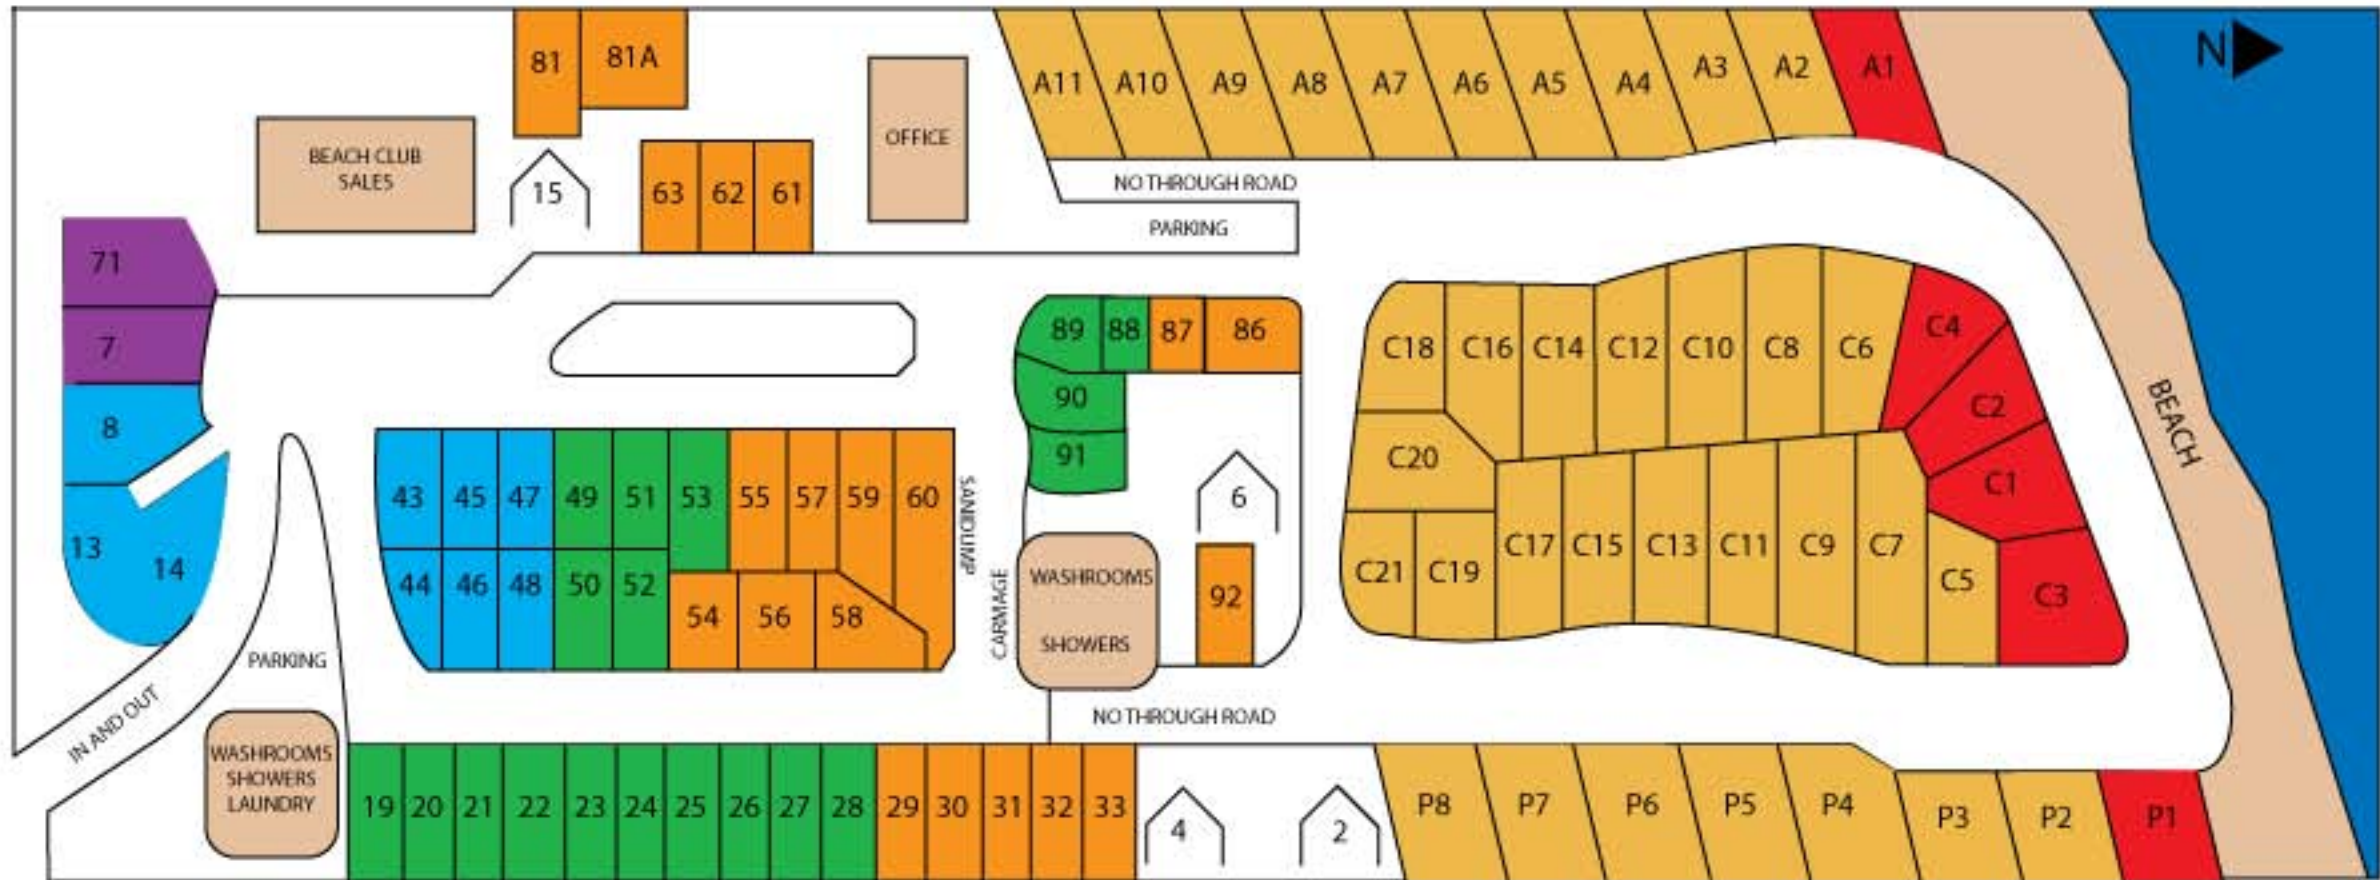 81
81A
N
A11
A10
A9
A8
A7
A6
A5
A4
A3
A2
A1
BEACH CLUB
SALES
15
63
62
61
OFFICE
NO THROUGH ROAD
PARKING
71
7
8
13
14
89
88
87
86
90
91
6
92
C18
C16
C14
C12
C10
C8
C6
C4
C2
C1
C3
C20
C21
C19
C17
C15
C13
C11
C9
C7
C5
BEACH
43
45
47
49
51
53
55
57
59
60
44
46
48
50
52
54
56
58
SANIDUMP
CARMAGE
WASHROOMS
SHOWERS
PARKING
IN AND OUT
NO THROUGH ROAD
WASHROOMS
SHOWERS
LAUNDRY
19
20
21
22
23
24
25
26
27
28
29
30
31
32
33
4
2
P8
P7
P6
P5
P4
P3
P2
P1